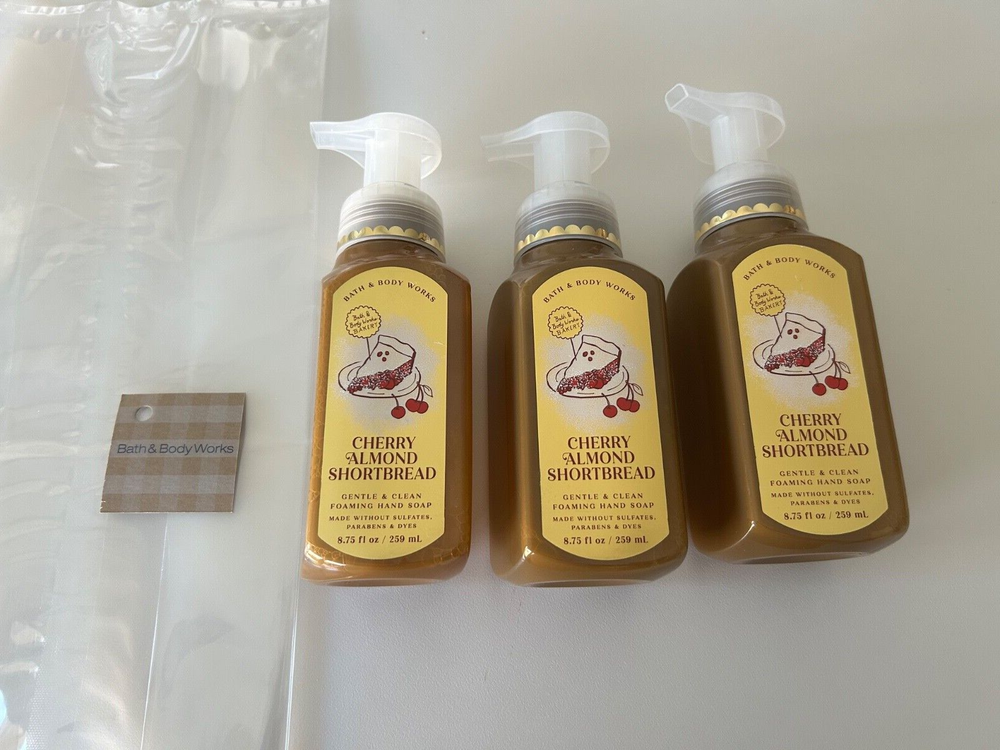 Bath & Body Works
BATH & BODY WORKS
Bath &
Body Works
BAKERY
CHERRY
ALMOND
SHORTBREAD
GENTLE & CLEAN
FOAMING HAND SOAP
MADE WITHOUT SULFATES,
PARABENS & DYES
8.75 fl oz / 259 mL
BATH & BODY WORKS
Bath &
Body Works
BAKERY
CHERRY
ALMOND
SHORTBREAD
GENTLE & CLEAN
FOAMING HAND SOAP
MADE WITHOUT SULFATES,
PARABENS & DYES
8.75 fl oz / 259 mL
BATH & BODY WORKS
Bath &
Body Works
BAKERY
CHERRY
ALMOND
SHORTBREAD
GENTLE & CLEAN
FOAMING HAND SOAP
MADE WITHOUT SULFATES,
PARABENS & DYES
8.75 fl oz / 259 mL